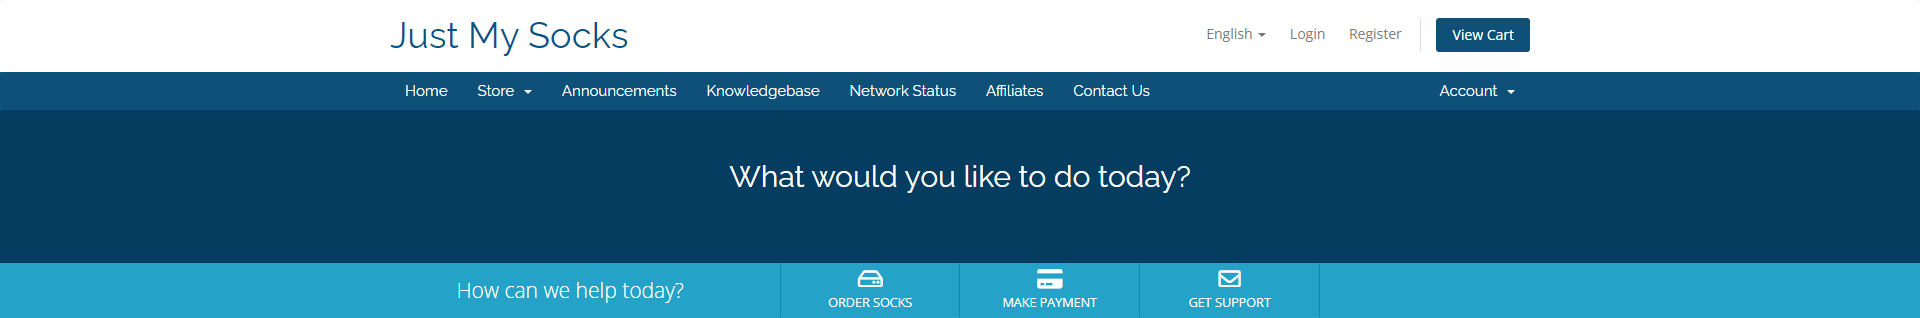 Just My Socks
English Login Register View Cart
Home Store Announcements Knowledgebase Network Status Affiliates Contact Us Account
What would you like to do today?
How can we help today?
ORDER SOCKS MAKE PAYMENT GET SUPPORT